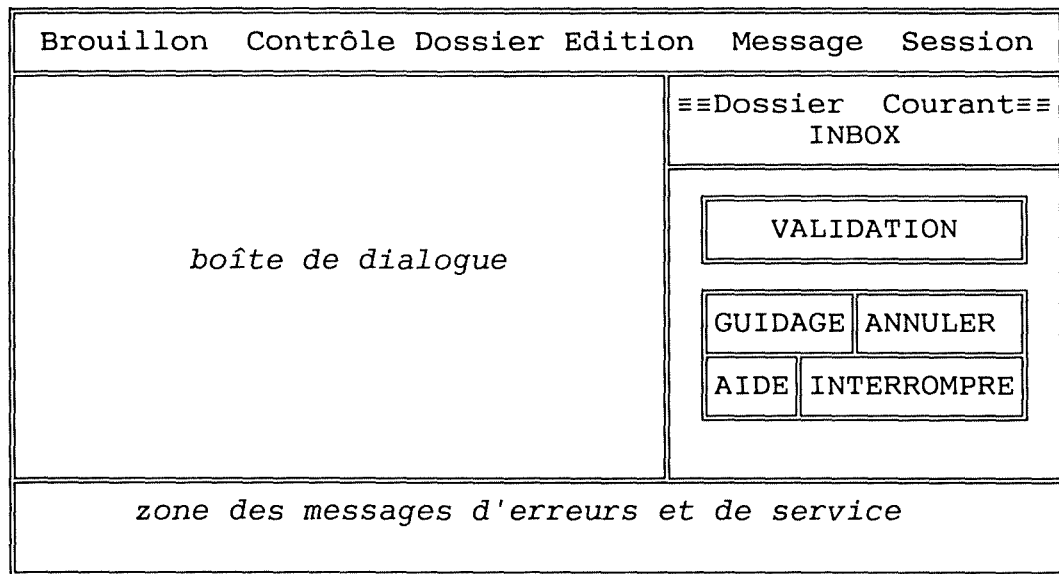 Brouillon Contrôle Dossier Edition Message Session
≡≡Dossier Courant≡≡
INBOX
boîte de dialogue
VALIDATION
GUIDAGE ANNULER
AIDE INTERROMPRE
zone des messages d'erreurs et de service